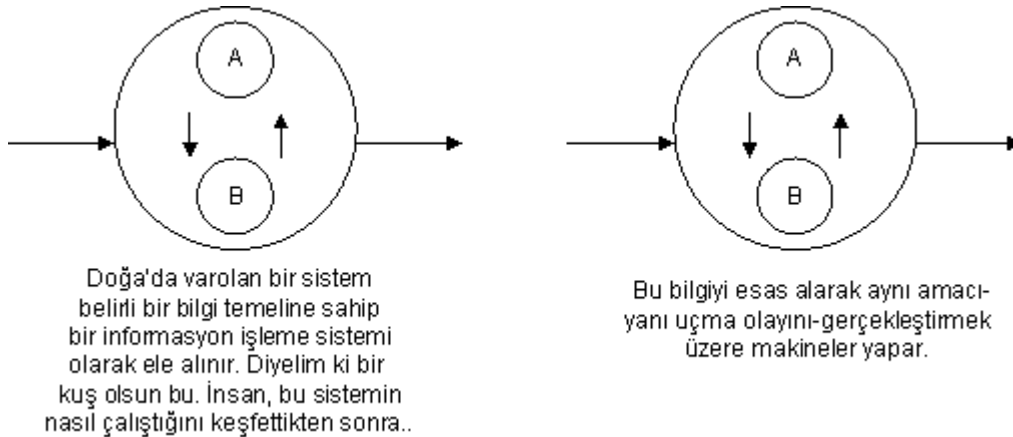 A
B
Doğa'da varolan bir sistem
belirli bir bilgi temeline sahip
bir informasyon işleme sistemi
olarak ele alınır. Diyelim ki bir
kuş olsun bu. İnsan, bu sistemin
nasıl çalıştığını keşfettikten sonra..
A
B
Bu bilgiyi esas alarak aynı amacı-
yanı uçma olayını-gerçekleştirmek
üzere makineler yapar.